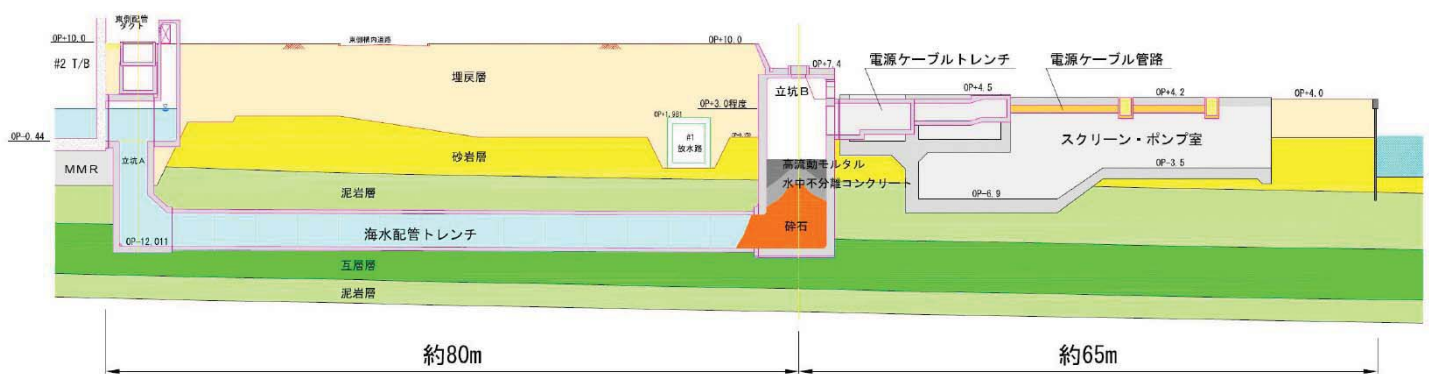 東側配管
ダクト
OP+10.0
#2 T/B
東側構内道路
OP+10.0
埋戻層
立坑B
OP+7.4
電源ケーブルトレンチ
電源ケーブル管路
OP+4.5
OP+4.2
OP+4.0
OP+3.0程度
OP+1.981
#1
放水路
OP-0.44
MMR
立坑A
砂岩層
スクリーン・ポンプ室
高流動モルタル
水中不分離コンクリート
OP-3.5
泥岩層
OP-6.9
砕石
海水配管トレンチ
OP-12.011
互層層
泥岩層
約80m
約65m